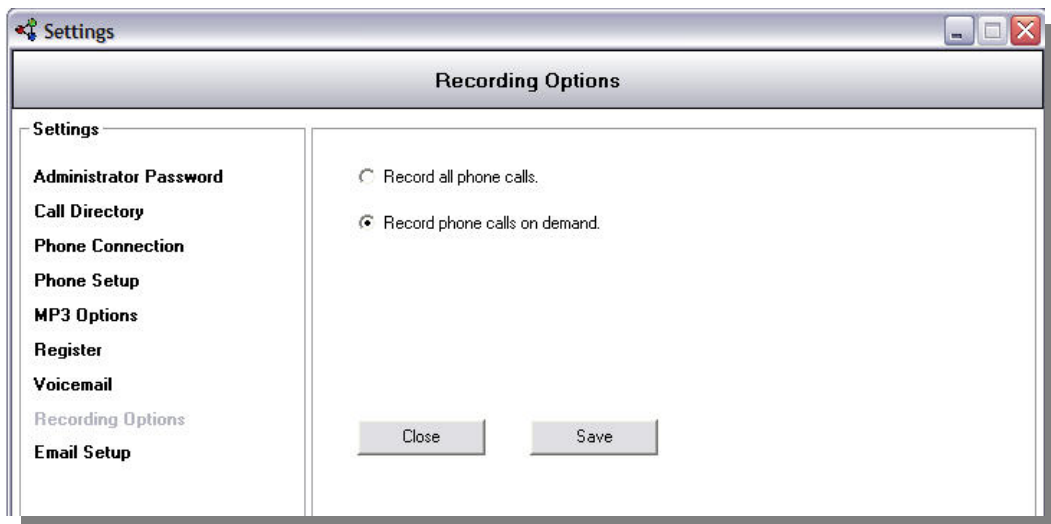 Settings
Recording Options
Settings
Administrator Password
Call Directory
Phone Connection
Phone Setup
MP3 Options
Register
Voicemail
Recording Options
Email Setup
Record all phone calls.
Record phone calls on demand.
Close
Save